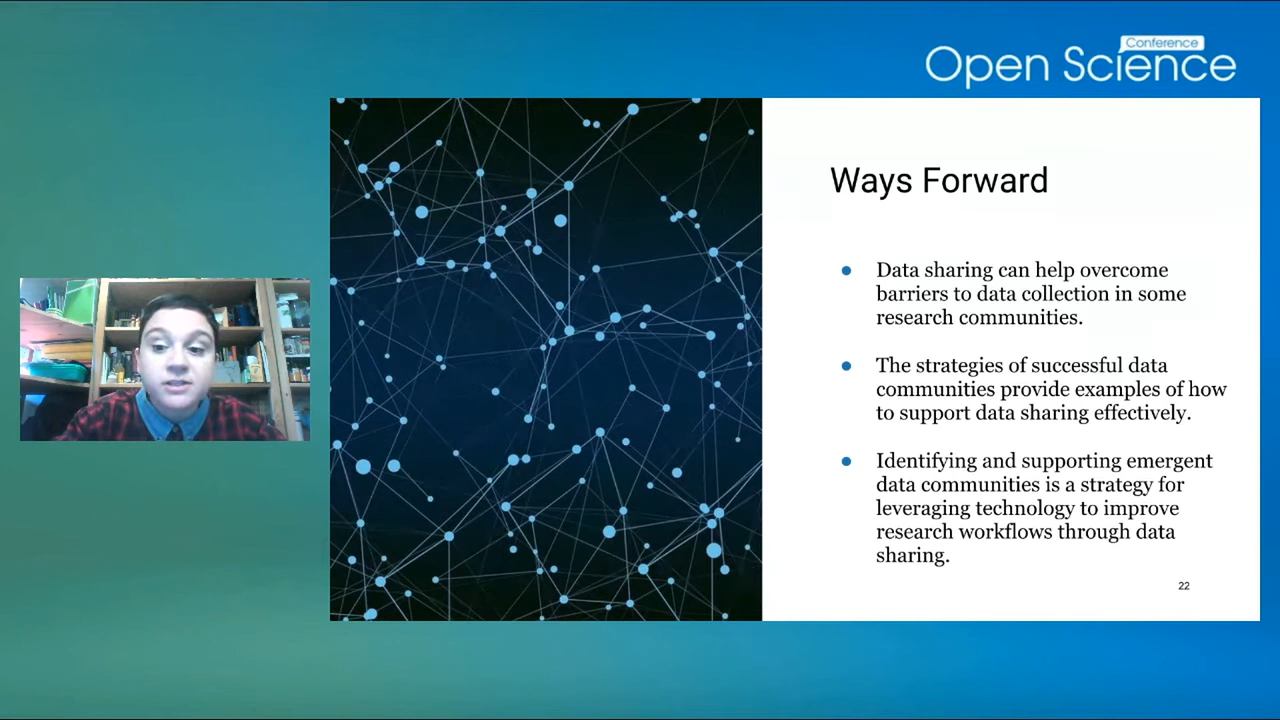 Conference
Open Science
Ways Forward
● Data sharing can help overcome
barriers to data collection in some
research communities.
● The strategies of successful data
communities provide examples of how
to support data sharing effectively.
● Identifying and supporting emergent
data communities is a strategy for
leveraging technology to improve
research workflows through data
sharing.
22